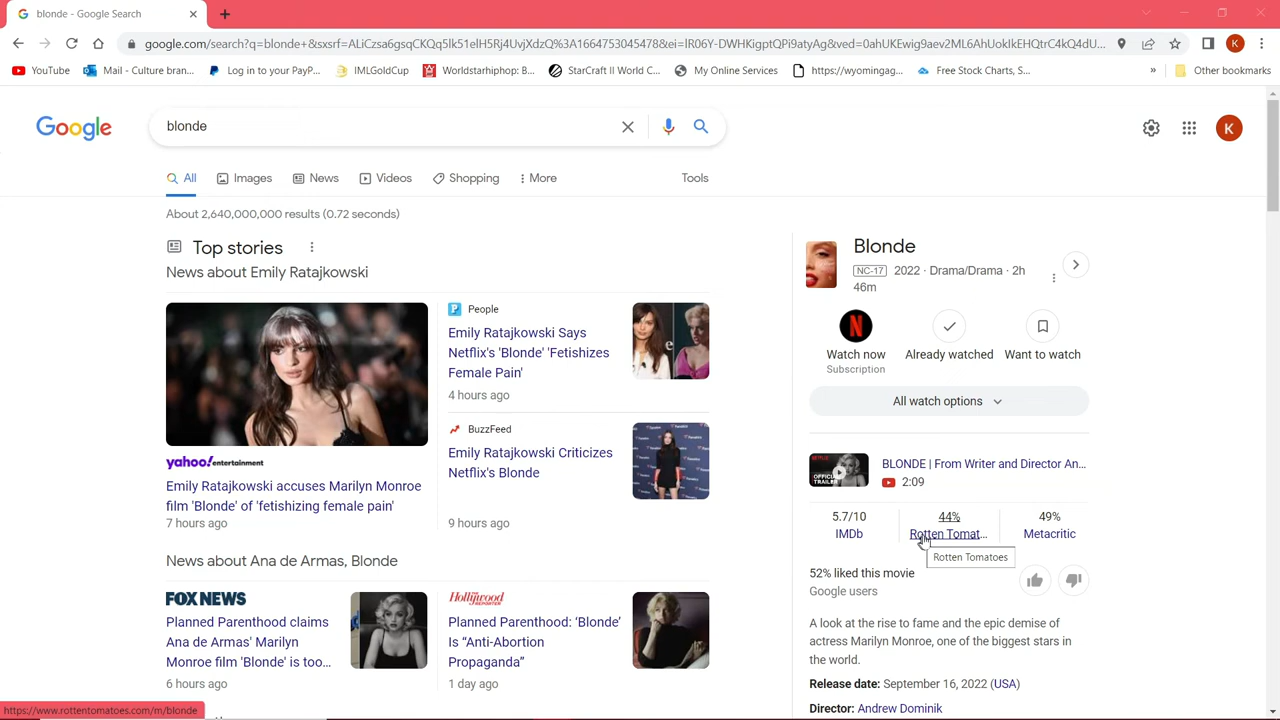 blonde - Google Search
google.com/search?q=blonde+&sxsrf=ALiCzsa6gsqCKQq5lk51elH5Rj4UvjXdzQ%3A1664753045478&ei=lR06Y-DWHKigptQPi9atyAg&ved=0ahUKEwig9aev2ML6AhUokIkEHQtrC4kQ4dU...
YouTube
Mail - Culture bran...
Log in to your PayP...
IMLGoldCup
Worldstarhiphop: B...
StarCraft II World C...
My Online Services
https://wyomingag...
Free Stock Charts, S...
»
Other bookmarks
Google
blonde
K
All
Images
News
Videos
Shopping
More
Tools
About 2,640,000,000 results (0.72 seconds)
Top stories
News about Emily Ratajkowski
yahoo!entertainment
Emily Ratajkowski accuses Marilyn Monroe
film 'Blonde' of 'fetishizing female pain'
7 hours ago
People
Emily Ratajkowski Says
Netflix's 'Blonde' 'Fetishizes
Female Pain'
4 hours ago
BuzzFeed
Emily Ratajkowski Criticizes
Netflix's Blonde
9 hours ago
News about Ana de Armas, Blonde
FOX NEWS
Planned Parenthood claims
Ana de Armas' Marilyn
Monroe film 'Blonde' is too...
6 hours ago
Hollywood
REPORTER
Planned Parenthood: ‘Blonde’
Is “Anti-Abortion
Propaganda”
1 day ago
Blonde
NC-17 2022 · Drama/Drama · 2h
46m
Watch now
Subscription
Already watched
Want to watch
All watch options
NETFLIX
OFFICIAL
TRAILER
BLONDE | From Writer and Director An...
2:09
5.7/10
IMDb
44%
Rotten Tomat...
49%
Metacritic
Rotten Tomatoes
52% liked this movie
Google users
A look at the rise to fame and the epic demise of
actress Marilyn Monroe, one of the biggest stars in
the world.
Release date: September 16, 2022 (USA)
Director: Andrew Dominik
https://www.rottentomatoes.com/m/blonde